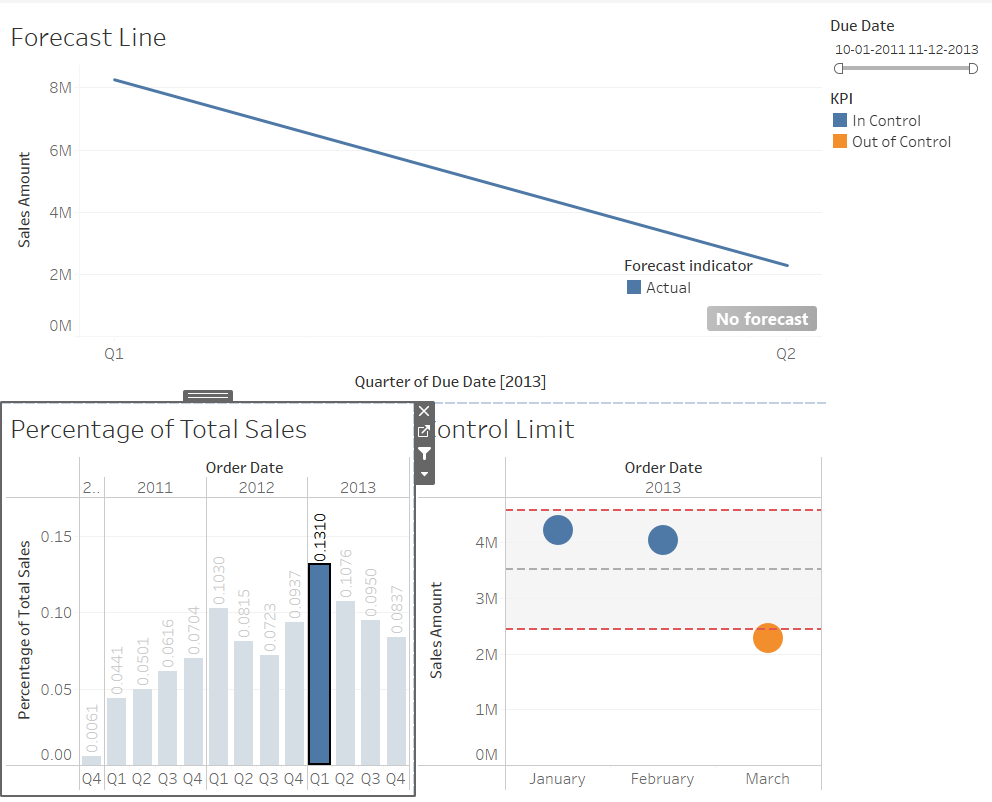 Forecast Line
Due Date
10-01-2011 11-12-2013
KPI
In Control
Out of Control
Sales Amount
8M
6M
4M
2M
0M
Forecast indicator
Actual
No forecast
Q1 Q2
Quarter of Due Date [2013]
Percentage of Total Sales
Order Date
2.. 2011 2012 2013
Percentage of Total Sales
0.15
0.10
0.05
0.00
0.0061 0.0441 0.0501 0.0616 0.0704 0.1030 0.0815 0.0723 0.0937 0.1310 0.1076 0.0950 0.0837
Q4 Q1 Q2 Q3 Q4 Q1 Q2 Q3 Q4 Q1 Q2 Q3 Q4
ontrol Limit
Order Date
2013
Sales Amount
4M
3M
2M
1M
0M
January February March